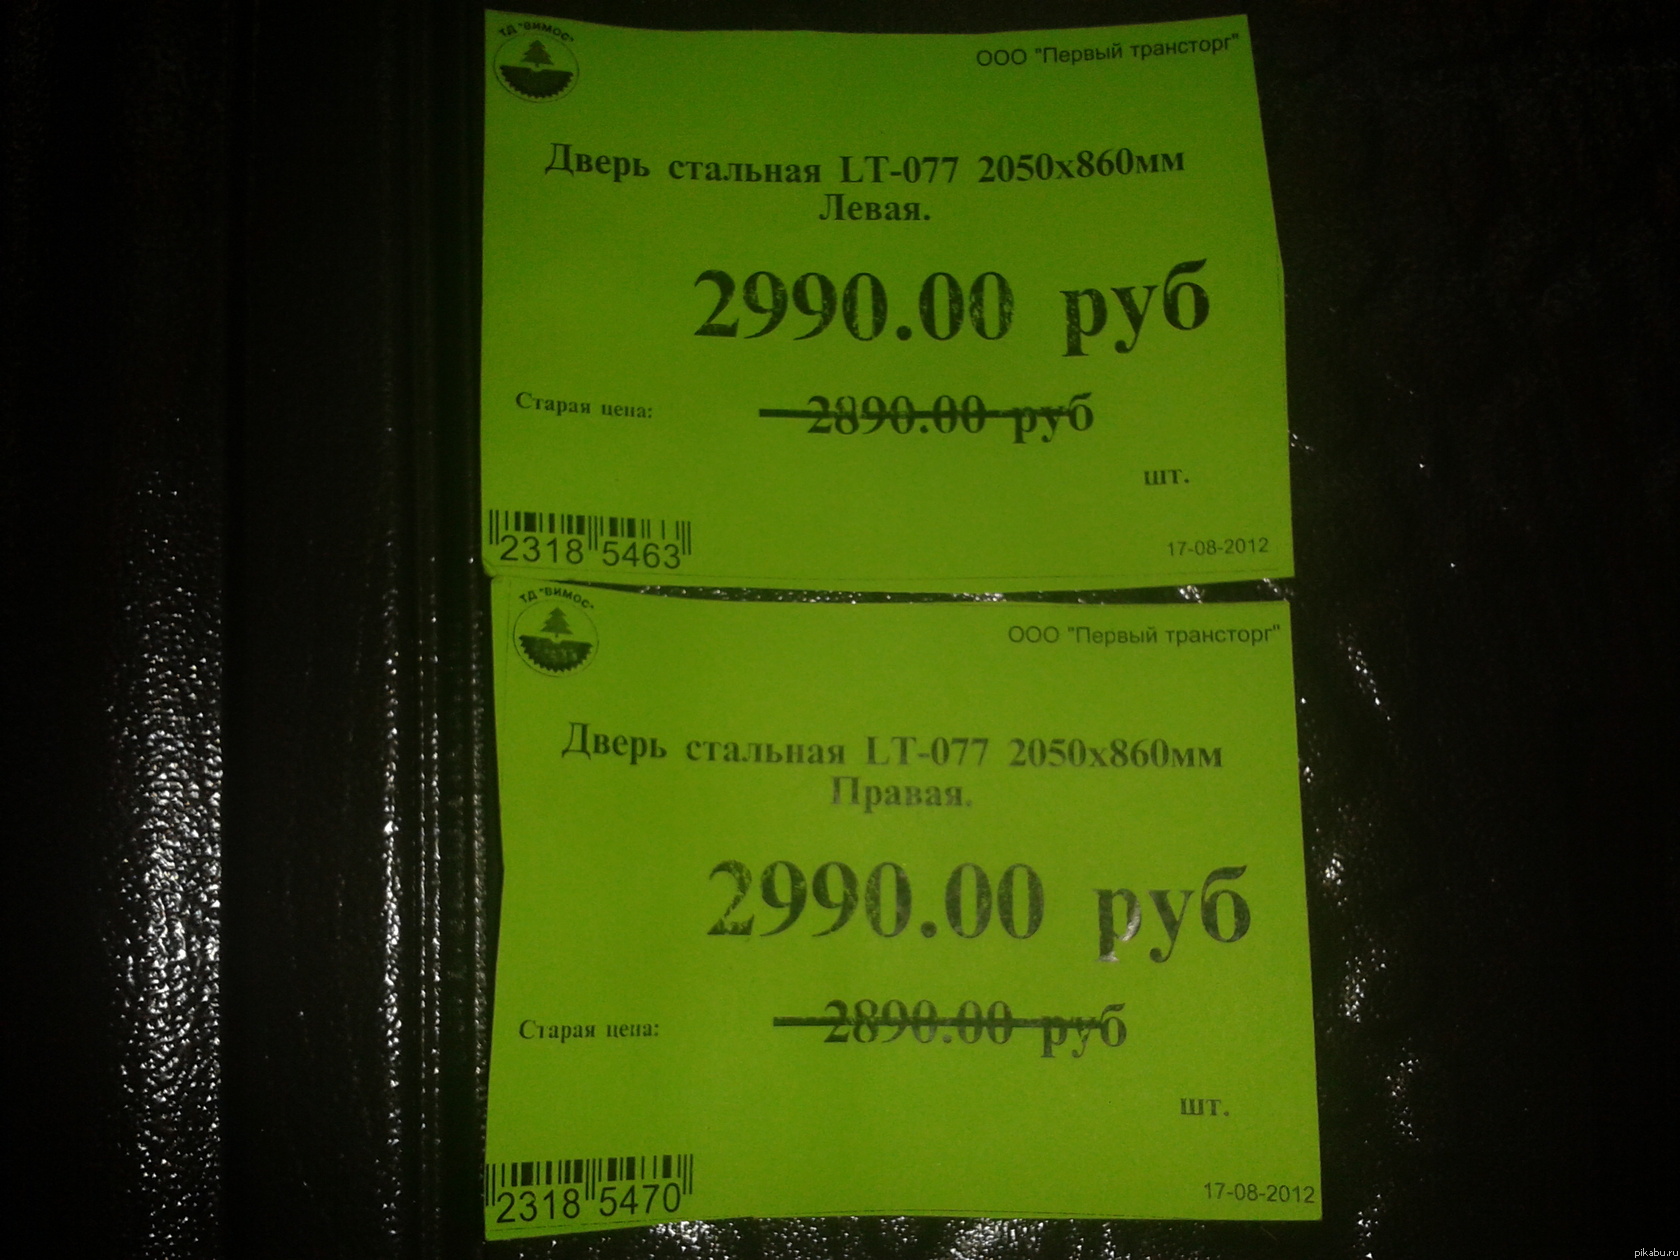 ТД "ВИМОС"
ООО "Первый трансторг"
Дверь стальная LT-077 2050х860мм
Левая.
2990.00 руб
Старая цена: 2890.00 руб
шт.
2318 5463
17-08-2012
ТД "ВИМОС"
ООО "Первый трансторг"
Дверь стальная LT-077 2050х860мм
Правая.
2990.00 руб
Старая цена: 2890.00 руб
шт.
2318 5470
17-08-2012
pikabu.ru